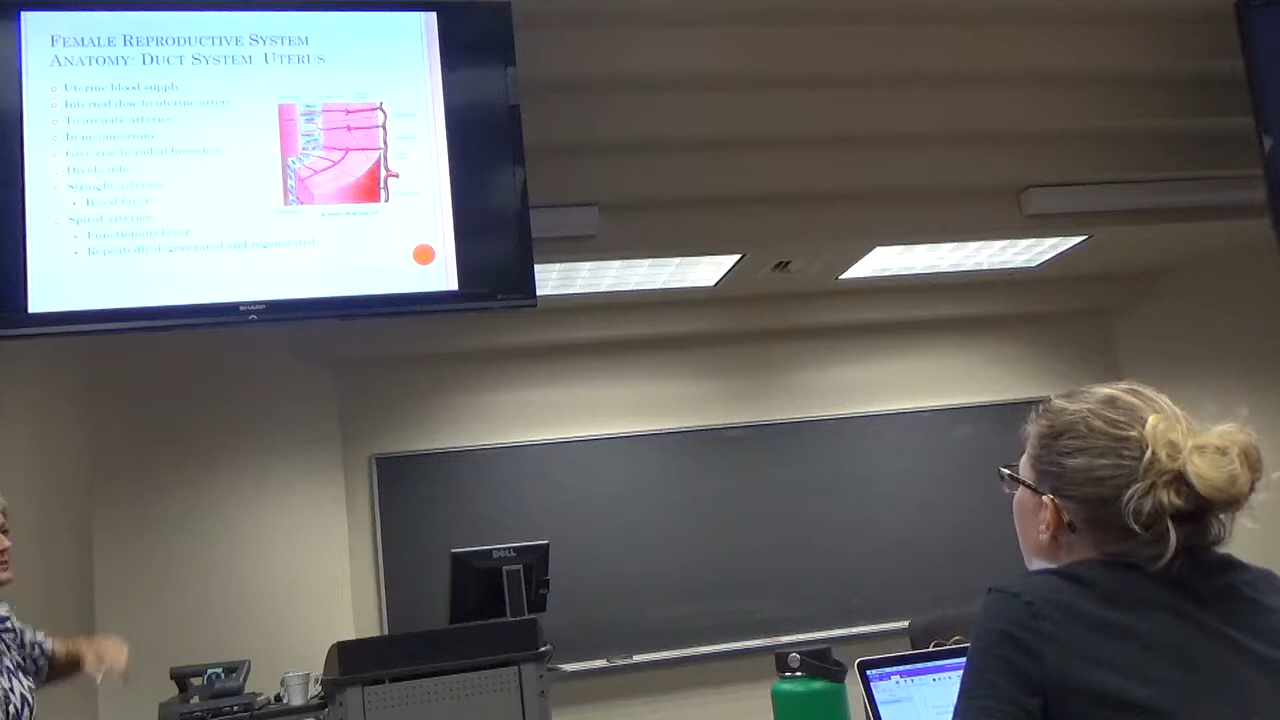 FEMALE REPRODUCTIVE SYSTEM
ANATOMY: DUCT SYSTEM UTERUS
Uterine blood supply
Internal iliac to uterine artery
To arcuate arteries
In myometrium
Give rise to radial branches
Divide into
Straight arteries
Basal layer
Spiral arteries
Functionalis layer
Repeatedly degenerated and regenerated
SHARP
DELL